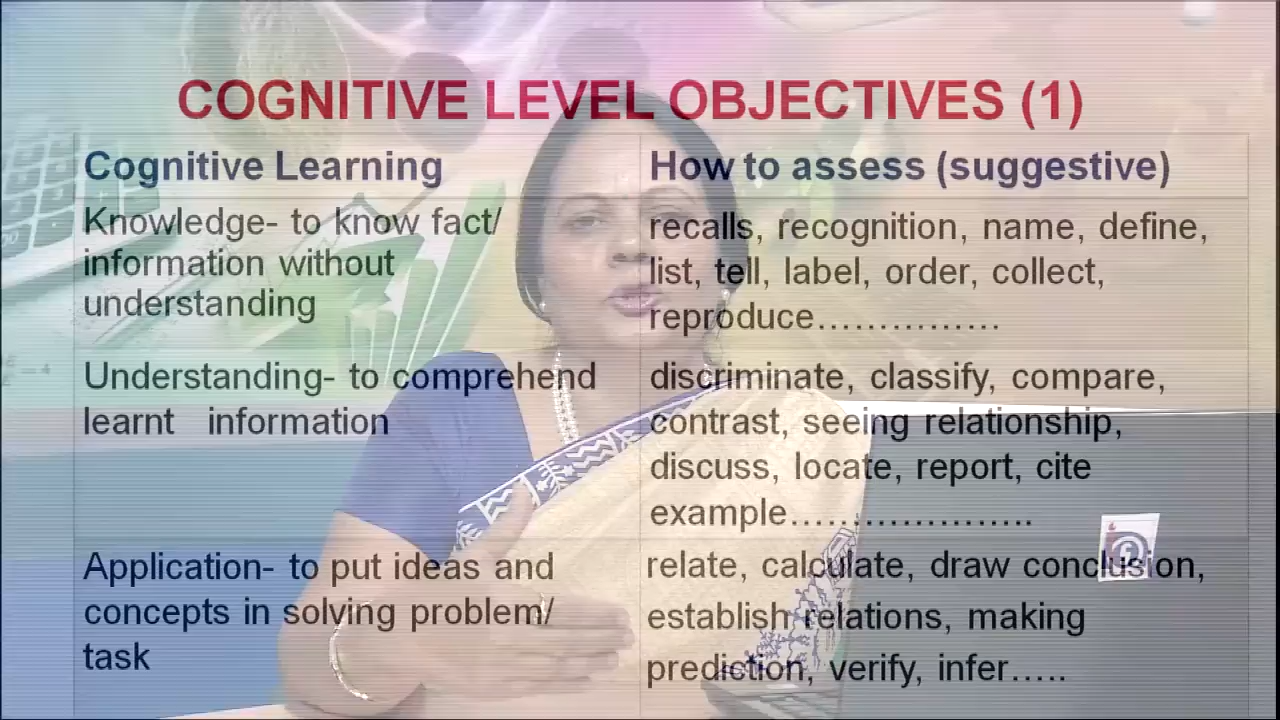 COGNITIVE LEVEL OBJECTIVES (1)
Cognitive Learning
How to assess (suggestive)
Knowledge- to know fact/
information without
understanding
recalls, recognition, name, define,
list, tell, label, order, collect,
reproduce……………
Understanding- to comprehend
learnt information
discriminate, classify, compare,
contrast, seeing relationship,
discuss, locate, report, cite
example………………..
Application- to put ideas and
concepts in solving problem/
task
relate, calculate, draw conclusion,
establish relations, making
prediction, verify, infer…..